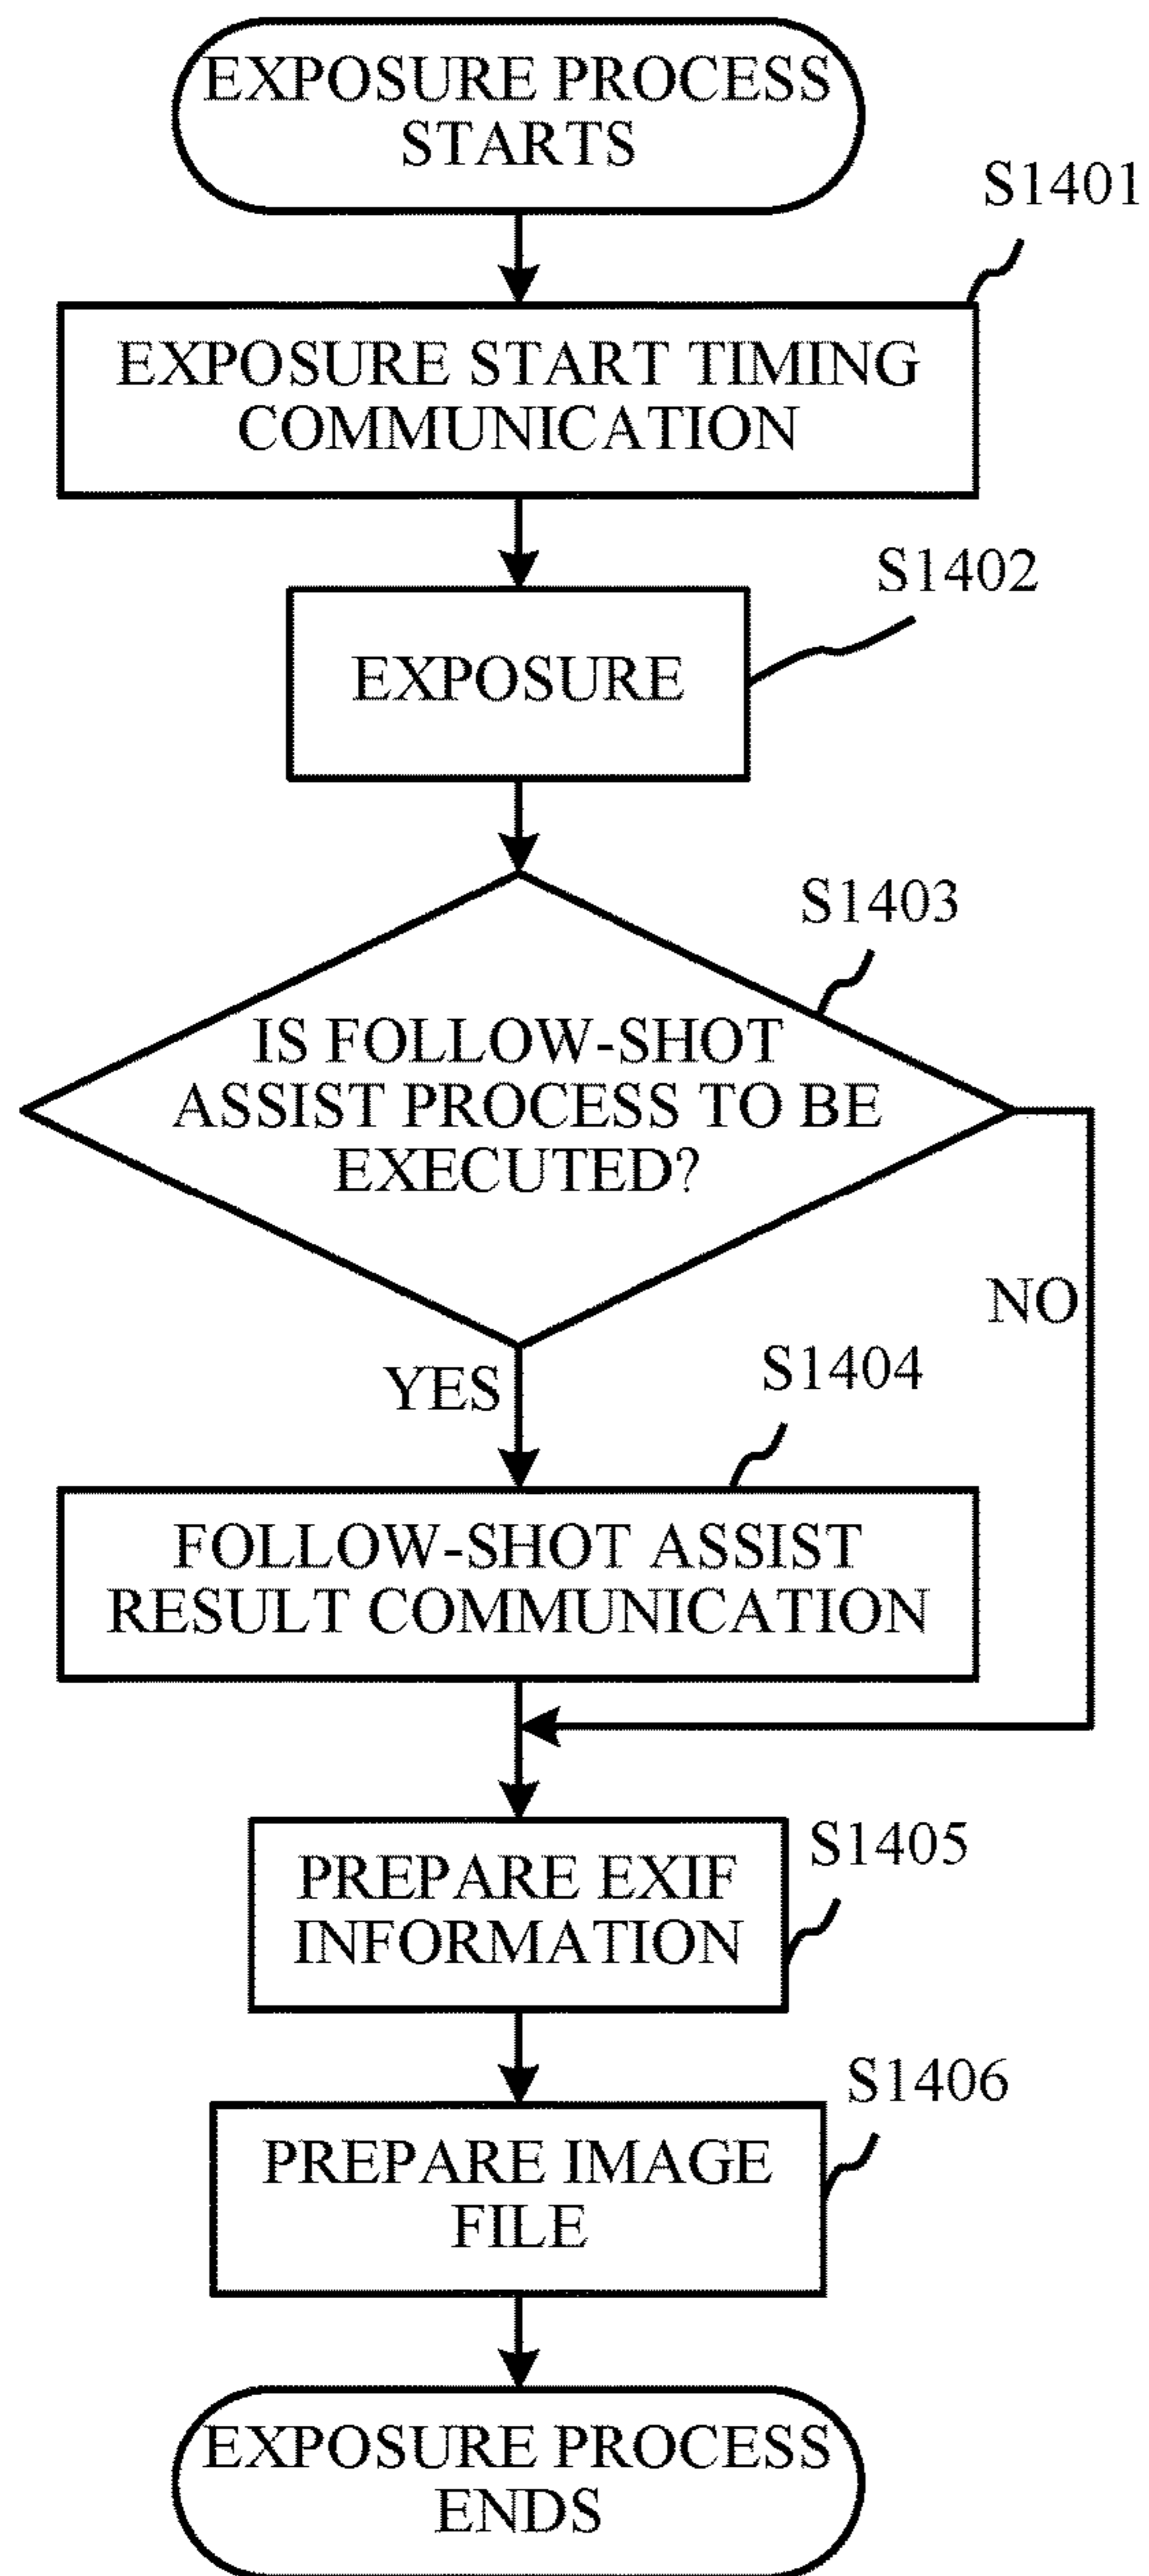 EXPOSURE PROCESS
STARTS
S1401
EXPOSURE START TIMING
COMMUNICATION
S1402
EXPOSURE
S1403
IS FOLLOW-SHOT
ASSIST PROCESS TO BE
EXECUTED?
NO
YES
S1404
FOLLOW-SHOT ASSIST
RESULT COMMUNICATION
S1405
PREPARE EXIF
INFORMATION
S1406
PREPARE IMAGE
FILE
EXPOSURE PROCESS
ENDS